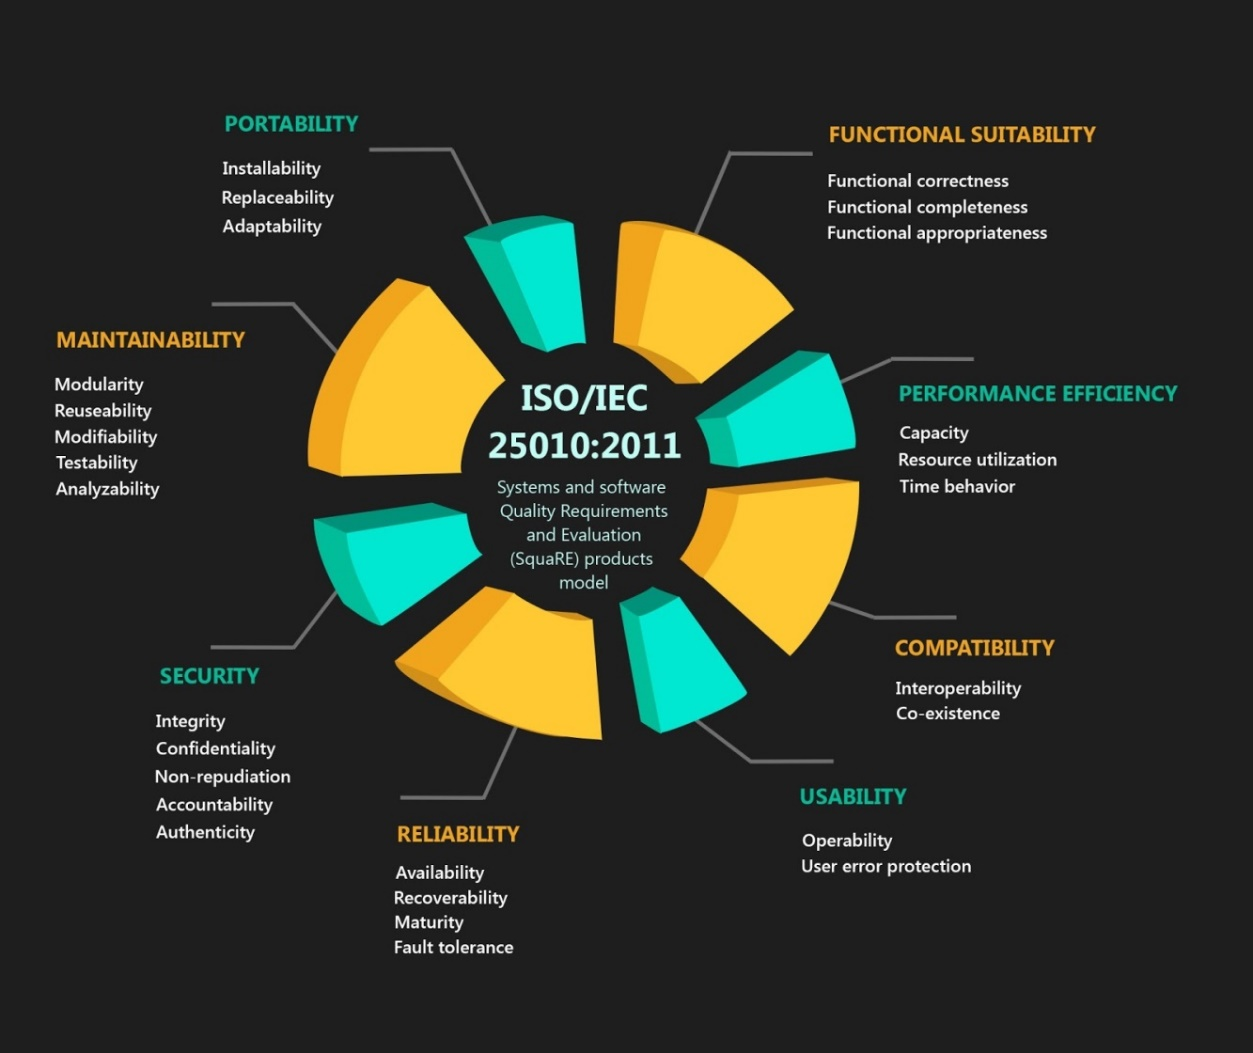 PORTABILITY
Installability
Replaceability
Adaptability
FUNCTIONAL SUITABILITY
Functional correctness
Functional completeness
Functional appropriateness
MAINTAINABILITY
Modularity
Reuseability
Modifiability
Testability
Analyzability
ISO/IEC
25010:2011
Systems and software
Quality Requirements
and Evaluation
(SquaRE) products
model
PERFORMANCE EFFICIENCY
Capacity
Resource utilization
Time behavior
COMPATIBILITY
Interoperability
Co-existence
SECURITY
Integrity
Confidentiality
Non-repudiation
Accountability
Authenticity
USABILITY
Operability
User error protection
RELIABILITY
Availability
Recoverability
Maturity
Fault tolerance